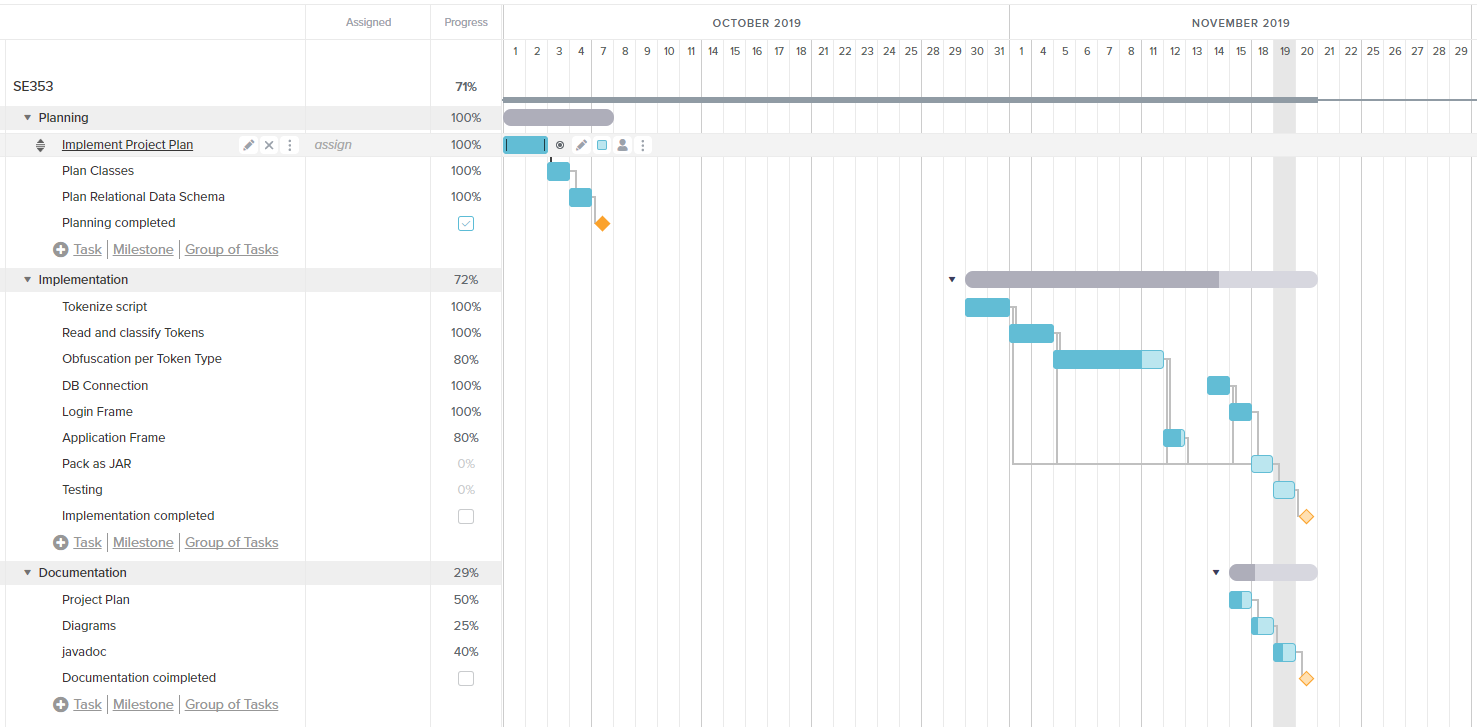 Assigned Progress OCTOBER 2019 NOVEMBER 2019
1 2 3 4 7 8 9 10 11 14 15 16 17 18 21 22 23 24 25 28 29 30 31 1 4 5 6 7 8 11 12 13 14 15 18 19 20 21 22 25 26 27 28 29
SE353 71%
Planning 100%
Implement Project Plan assign 100%
Plan Classes 100%
Plan Relational Data Schema 100%
Planning completed
Task Milestone Group of Tasks
Implementation 72%
Tokenize script 100%
Read and classify Tokens 100%
Obfuscation per Token Type 80%
DB Connection 100%
Login Frame 100%
Application Frame 80%
Pack as JAR 0%
Testing 0%
Implementation completed
Task Milestone Group of Tasks
Documentation 29%
Project Plan 50%
Diagrams 25%
javadoc 40%
Documentation coimpleted
Task Milestone Group of Tasks